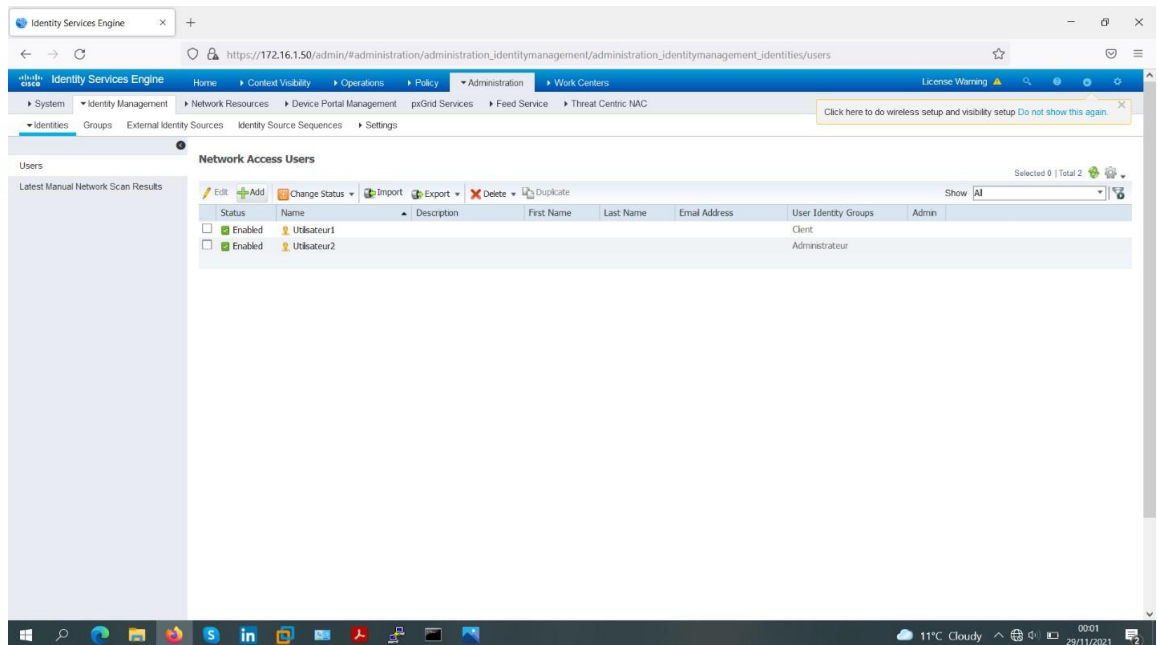 Identity Services Engine
https://172.16.1.50/admin/#administration/administration_identitymanagement/administration_identitymanagement_identities/users
cisco Identity Services Engine Home Context Visibility Operations Policy Administration Work Centers License Warning
System Identity Management Network Resources Device Portal Management pxGrid Services Feed Service Threat Centric NAC
Click here to do wireless setup and visibility setup Do not show this again.
Identities Groups External Identity Sources Identity Source Sequences Settings
Users
Latest Manual Network Scan Results
Network Access Users
Selected 0 | Total 2
Edit Add Change Status Import Export Delete Duplicate Show All
Status Name Description First Name Last Name Email Address User Identity Groups Admin
Enabled Utilisateur1 Client
Enabled Utilisateur2 Administrateur
11°C Cloudy 00:01
29/11/2021